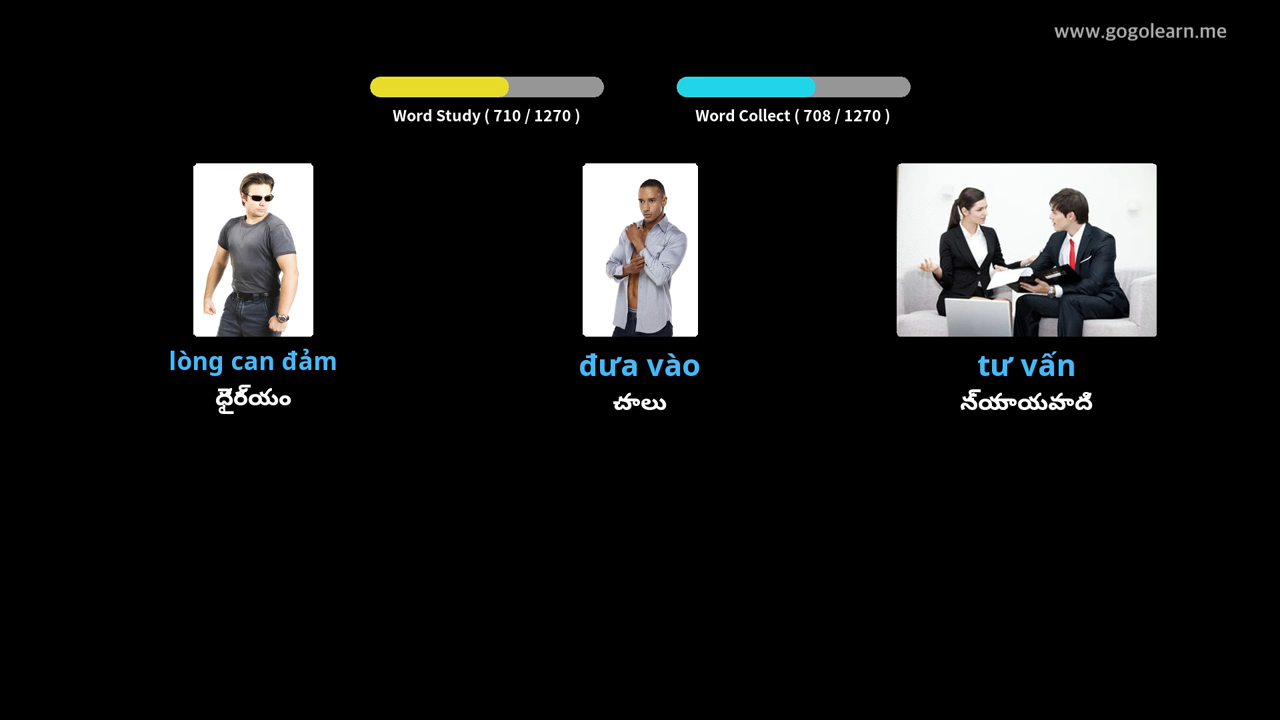 www.gogolearn.me
Word Study ( 710 / 1270 )
Word Collect ( 708 / 1270 )
lòng can đảm
đưa vào
tư vấn
ధైర్యం
చాలు
న్యాయవాది